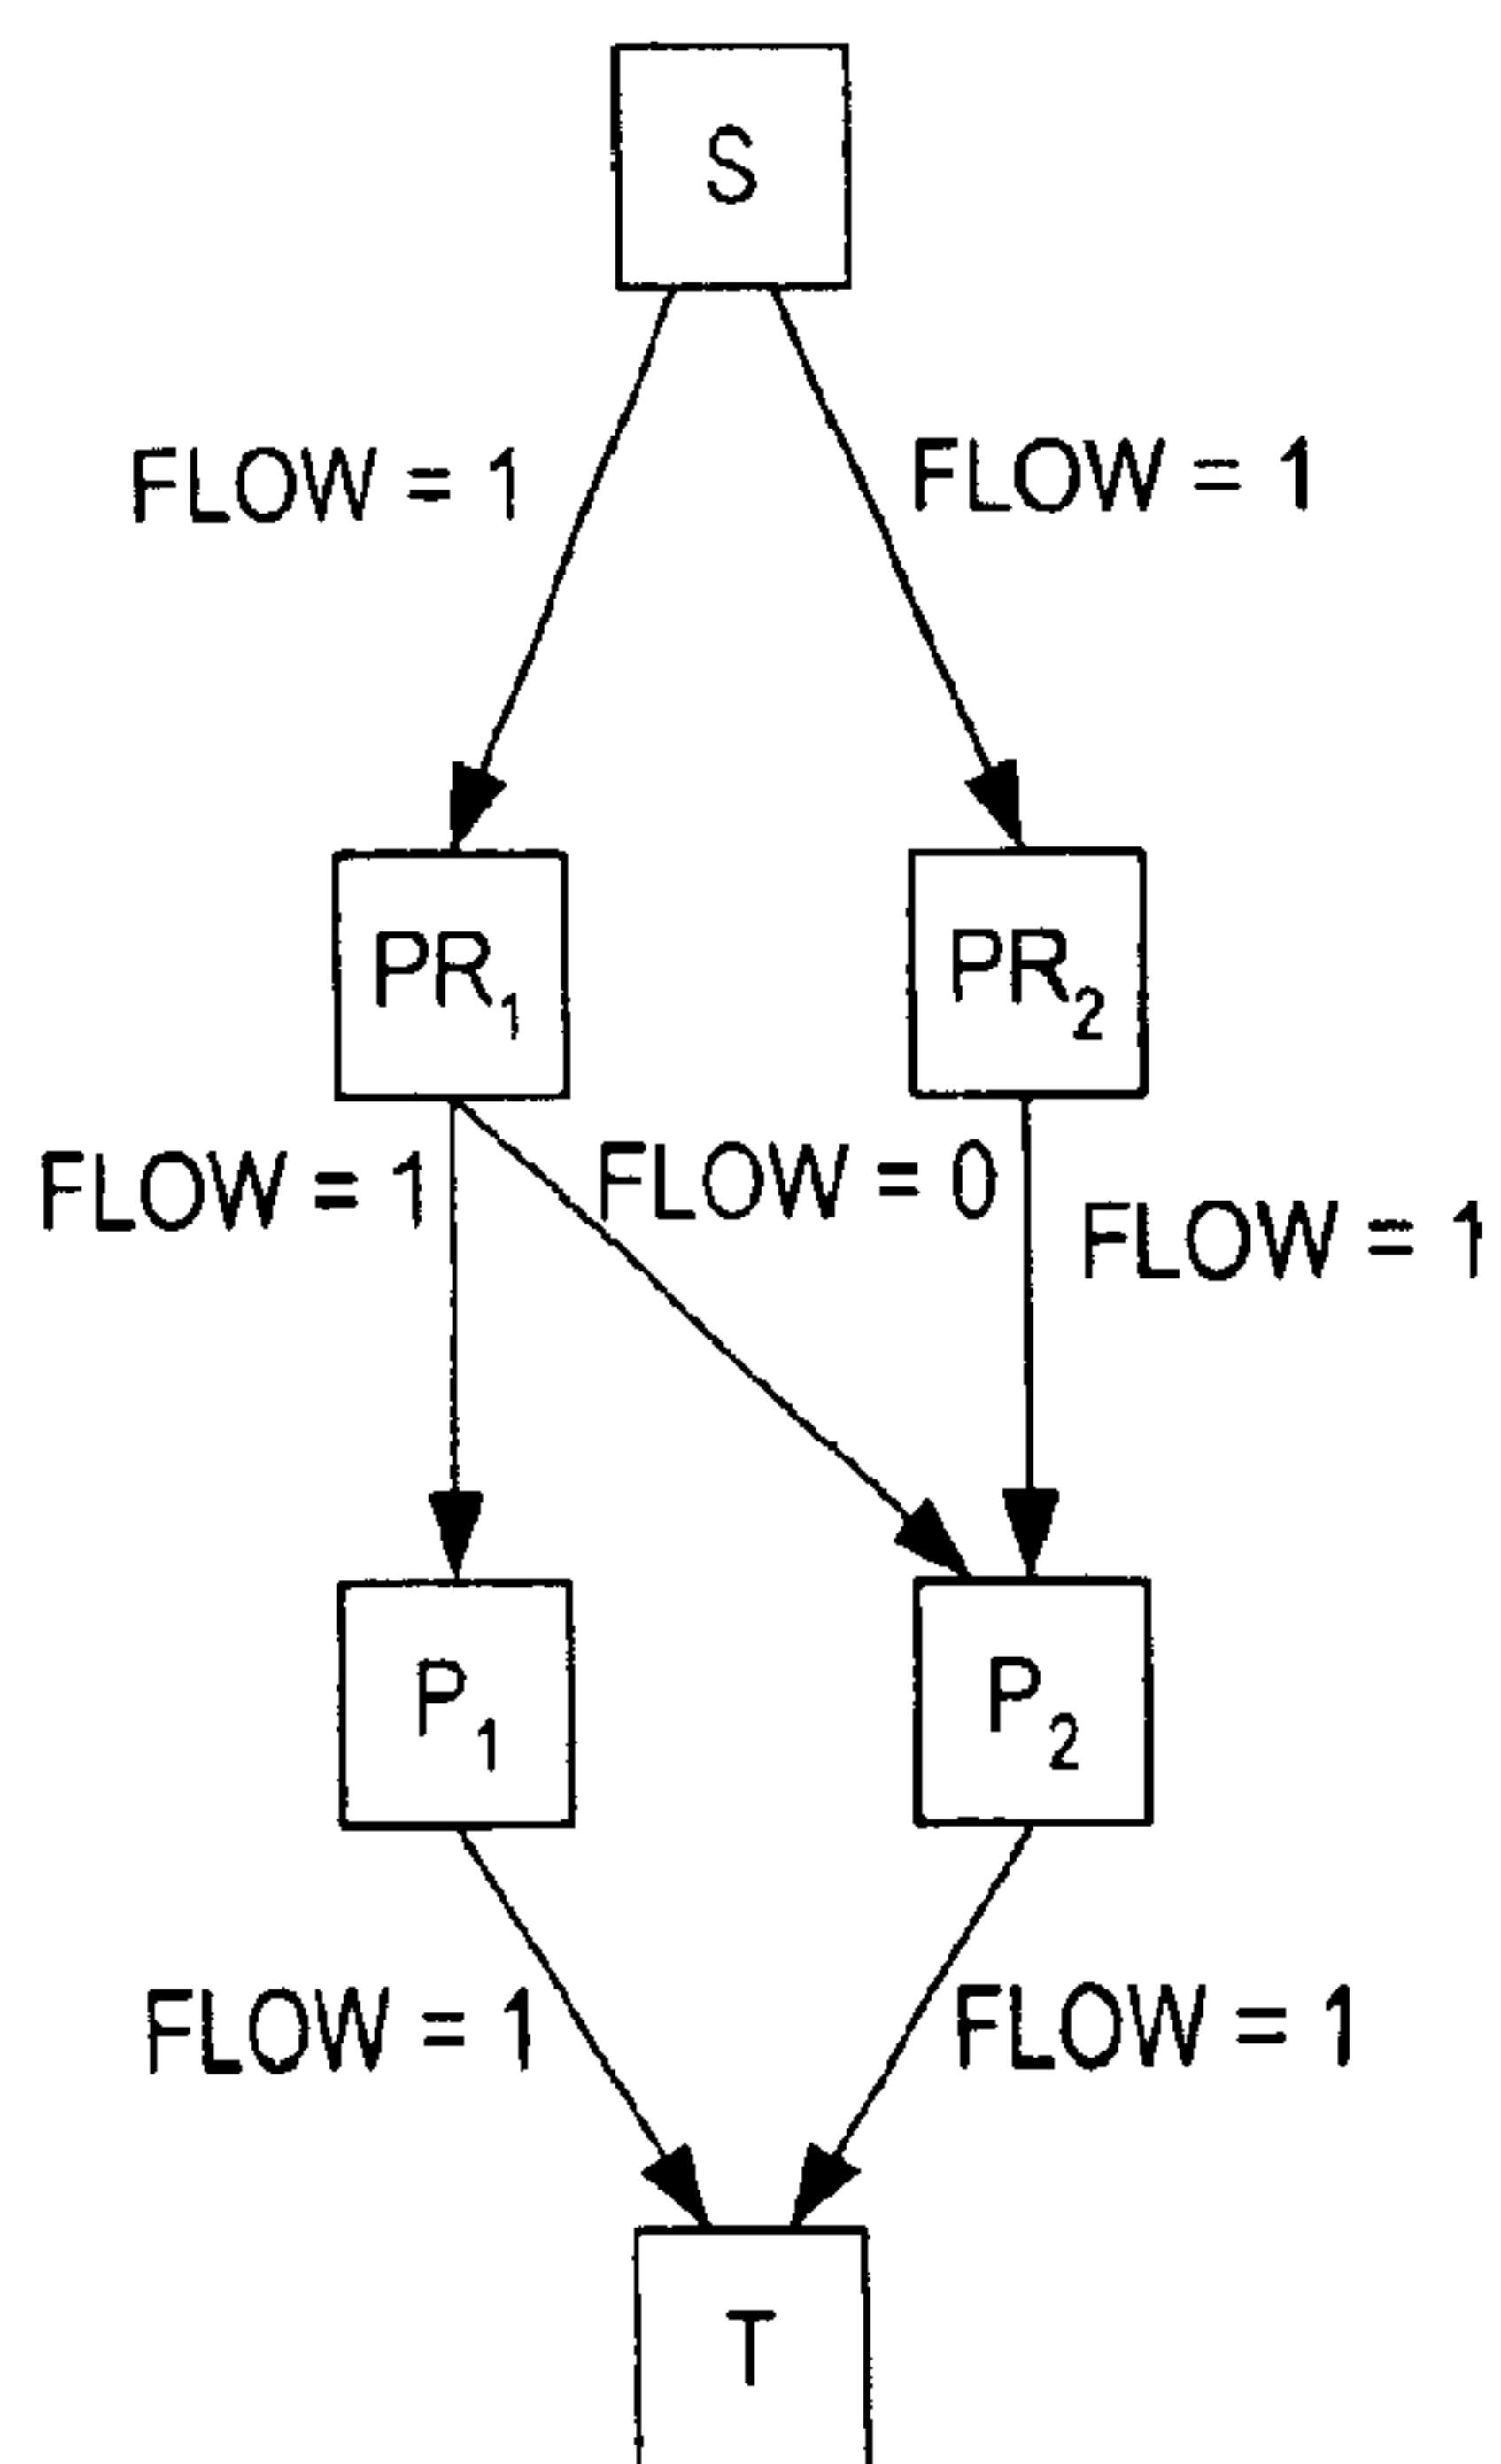 S
FLOW = 1
FLOW = 1
PR₁
PR₂
FLOW = 1
FLOW = 0
FLOW = 1
P₁
P₂
FLOW = 1
FLOW = 1
T